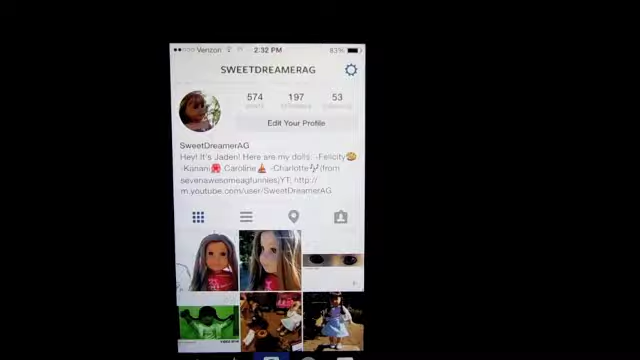 Verizon 2:32 PM 83%
SWEETDREAMERAG
574 197 53
Edit Your Profile
SweetDreamerAG
Hey! It's Jaden! Here are my dolls: -Felicity
-Kanani -Caroline -Charlotte (from
sevenawesomeagfunnies)YT: http://
m.youtube.com/user/SweetDreamerAG